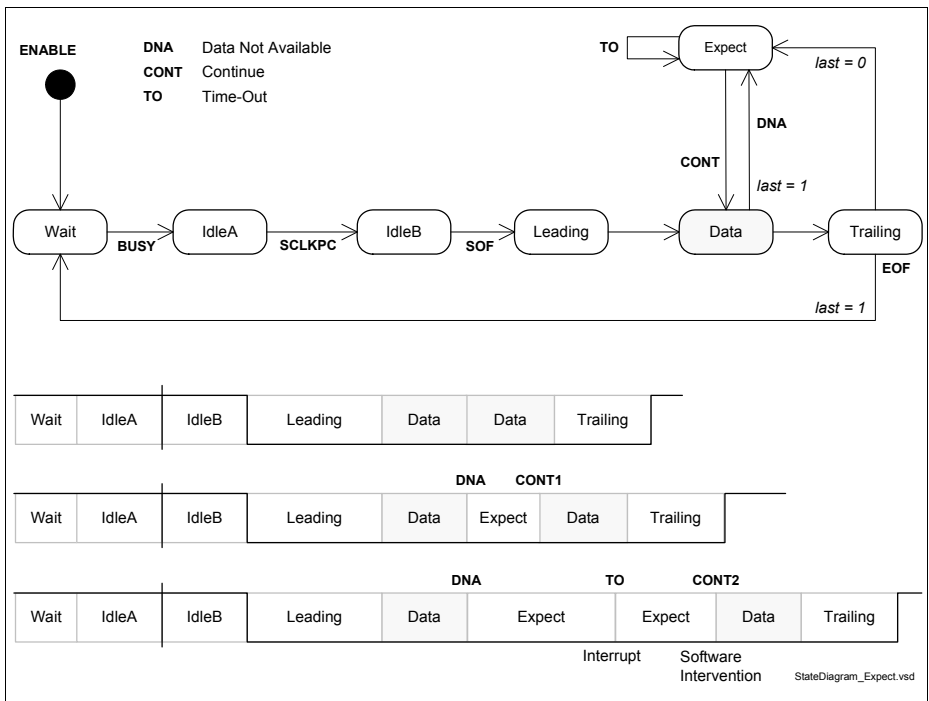 ENABLE
DNA Data Not Available
CONT Continue
TO Time-Out
TO
Expect
last = 0
DNA
CONT
last = 1
Wait
BUSY
IdleA
SCLKPC
IdleB
SOF
Leading
Data
Trailing
EOF
last = 1
Wait IdleA IdleB Leading Data Data Trailing
DNA CONT1
Wait IdleA IdleB Leading Data Expect Data Trailing
DNA TO CONT2
Wait IdleA IdleB Leading Data Expect Expect Data Trailing
Interrupt
Software
Intervention
StateDiagram_Expect.vsd